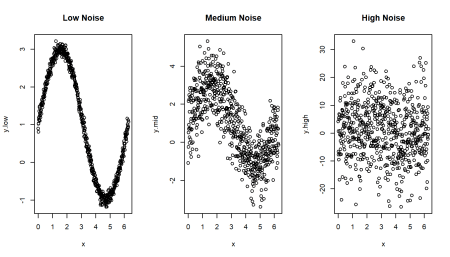 Low Noise
y.low
3
2
1
0
-1
0 1 2 3 4 5 6
x
Medium Noise
y.mid
4
2
0
-2
0 1 2 3 4 5 6
x
High Noise
y.high
30
20
10
0
-10
-20
0 1 2 3 4 5 6
x